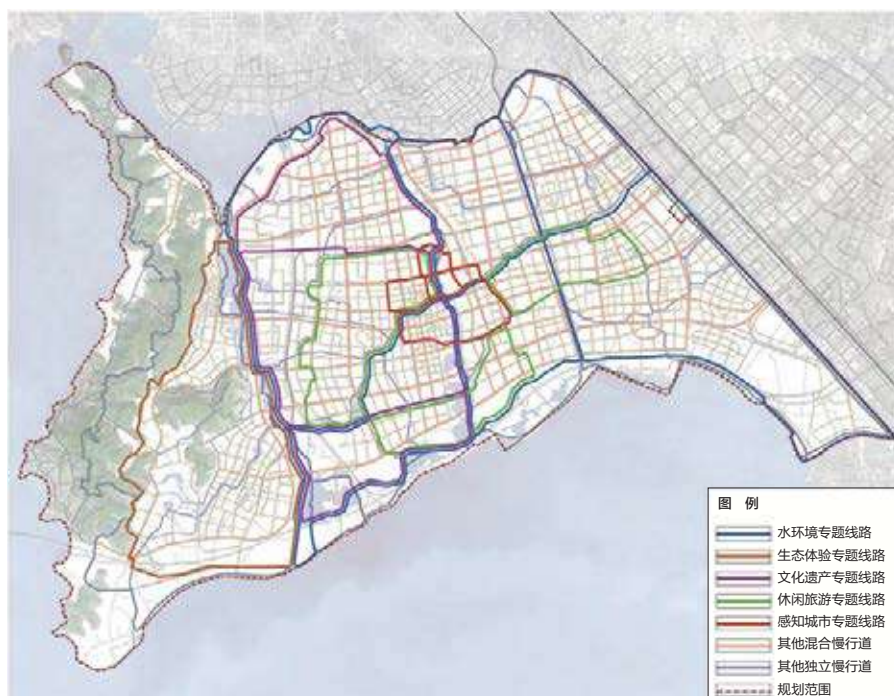 图 例
水环境专题线路
生态体验专题线路
文化遗产专题线路
休闲旅游专题线路
感知城市专题线路
其他混合慢行道
其他独立慢行道
规划范围